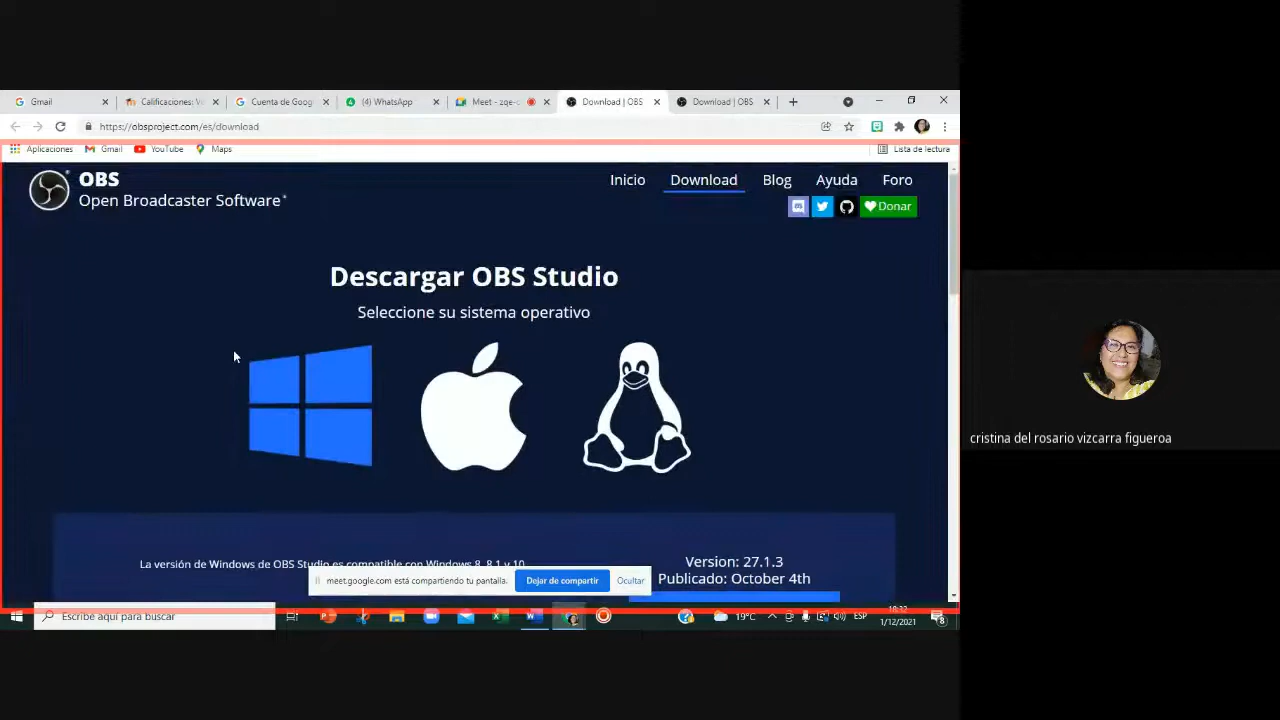 Gmail
Calificaciones: V
Cuenta de Goog
(4) WhatsApp
Meet - zqe-
Download | OBS
Download | OBS
https://obsproject.com/es/download
Aplicaciones
Gmail
YouTube
Maps
Lista de lectura
OBS
Open Broadcaster Software
Inicio
Download
Blog
Ayuda
Foro
Donar
Descargar OBS Studio
Seleccione su sistema operativo
La versión de Windows de OBS Studio es compatible con Windows 8, 8.1 y 10.
Version: 27.1.3
Publicado: October 4th
meet.google.com está compartiendo tu pantalla.
Dejar de compartir
Ocultar
Escribe aquí para buscar
19°C
ESP
1/12/2021
8
cristina del rosario vizcarra figueroa